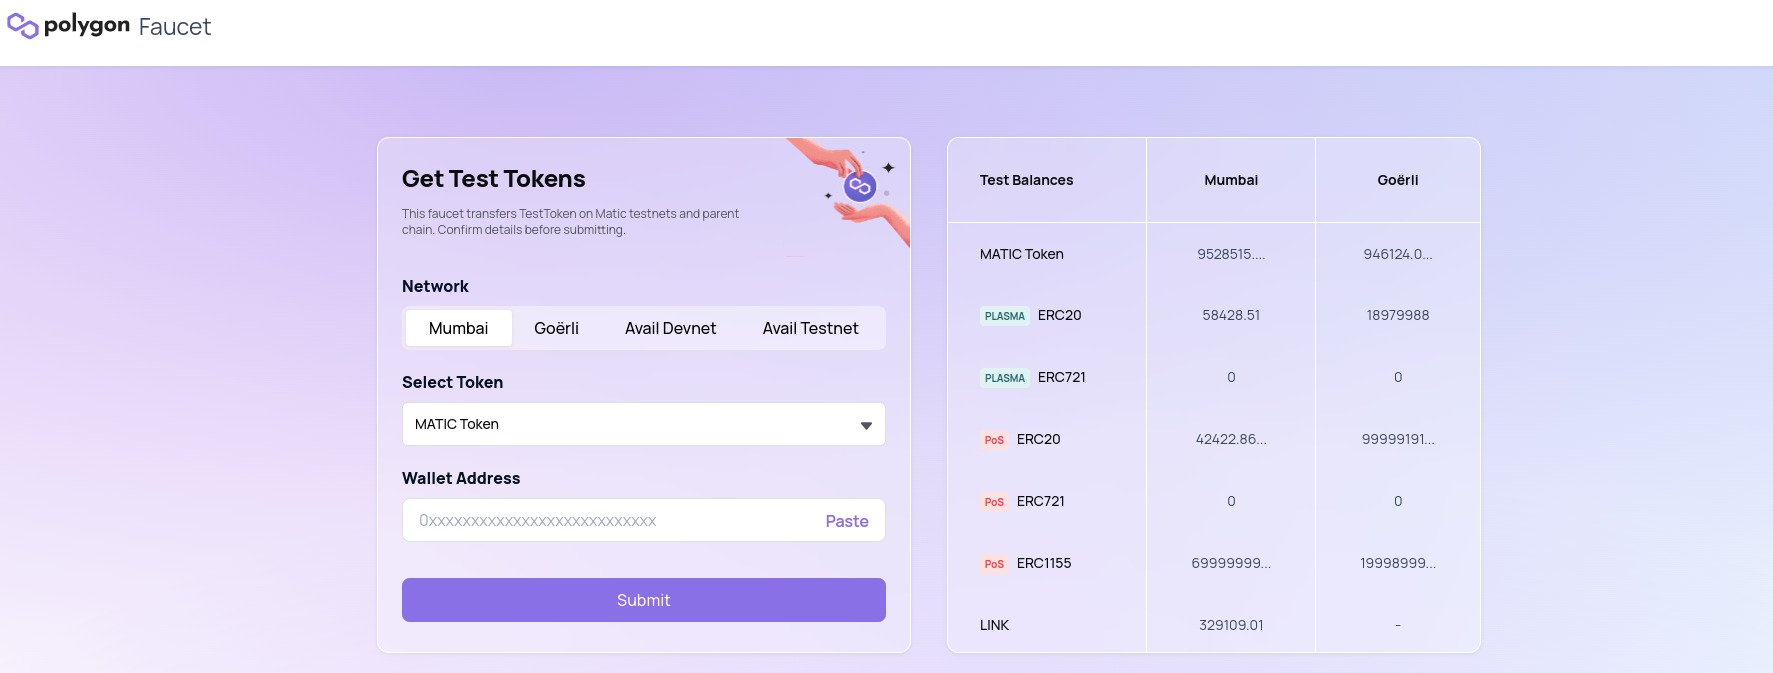 polygon Faucet
Get Test Tokens
This faucet transfers TestToken on Matic testnets and parent
chain. Confirm details before submitting.
Network
Mumbai Goërli Avail Devnet Avail Testnet
Select Token
MATIC Token
Wallet Address
0xxxxxxxxxxxxxxxxxxxxxxxxxxx Paste
Submit
Test Balances Mumbai Goërli
MATIC Token 9528515.... 946124.0...
PLASMA ERC20 58428.51 18979988
PLASMA ERC721 0 0
PoS ERC20 42422.86... 99999191...
PoS ERC721 0 0
PoS ERC1155 69999999... 19998999...
LINK 329109.01 -